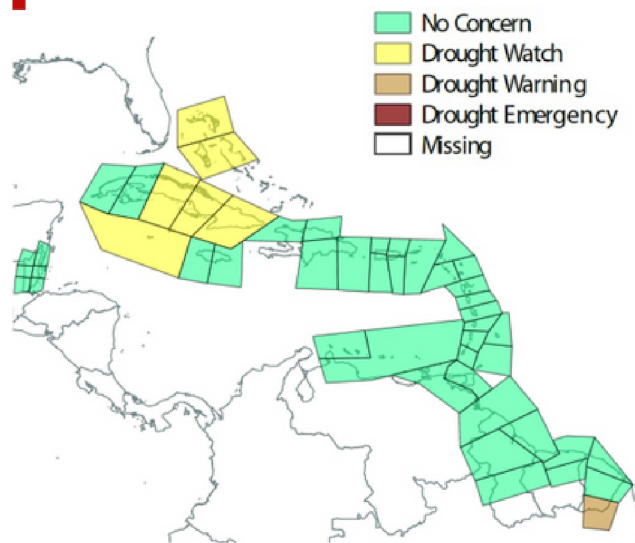 No Concern
Drought Watch
Drought Warning
Drought Emergency
Missing